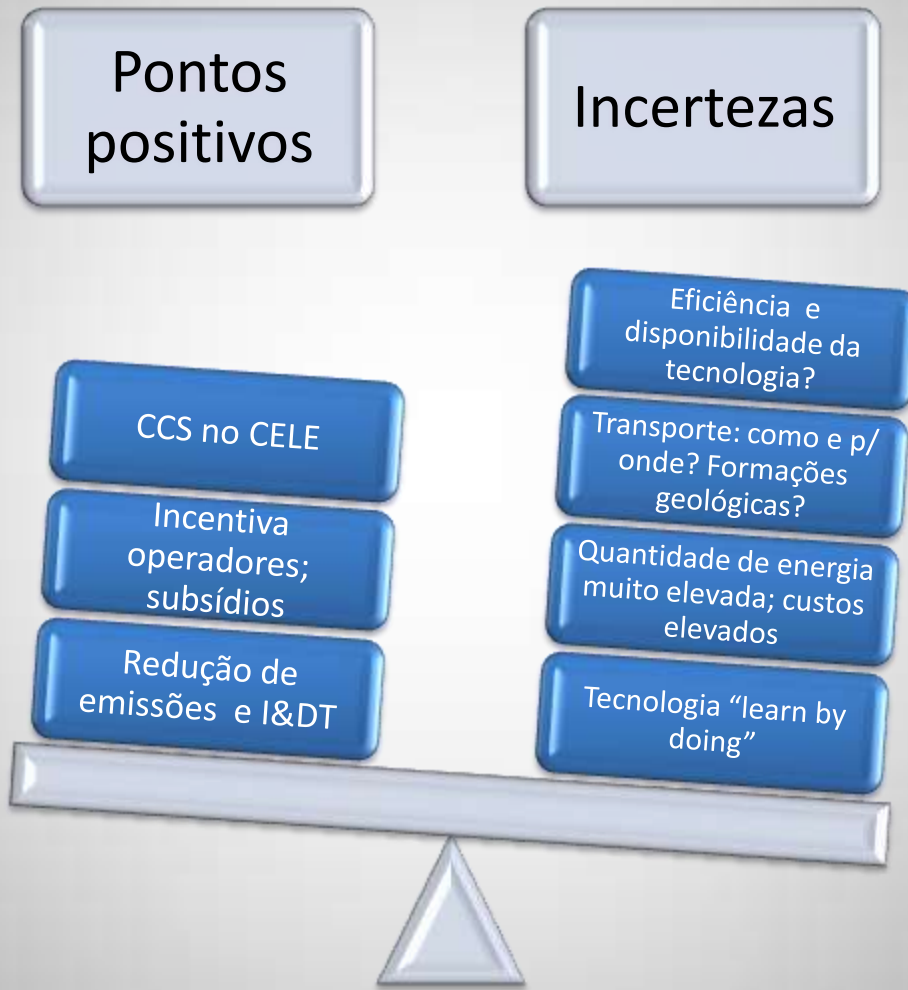 Pontos
positivos
Incertezas
CCS no CELE
Incentiva
operadores;
subsídios
Redução de
emissões e I&DT
Eficiência e
disponibilidade da
tecnologia?
Transporte: como e p/
onde? Formações
geológicas?
Quantidade de energia
muito elevada; custos
elevados
Tecnologia “learn by
doing”